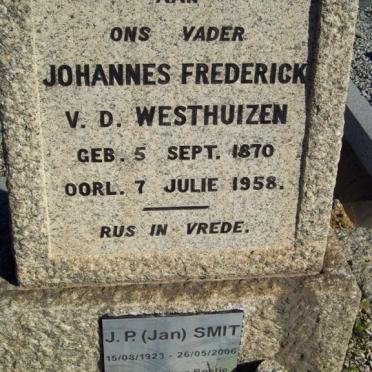 AAN
ONS VADER
JOHANNES FREDERICK
V. D. WESTHUIZEN
GEB. 5 SEPT. 1870
OORL. 7 JULIE 1958.
RUS IN VREDE.
J. P. (Jan) SMIT
15/08/1923 - 26/05/2006